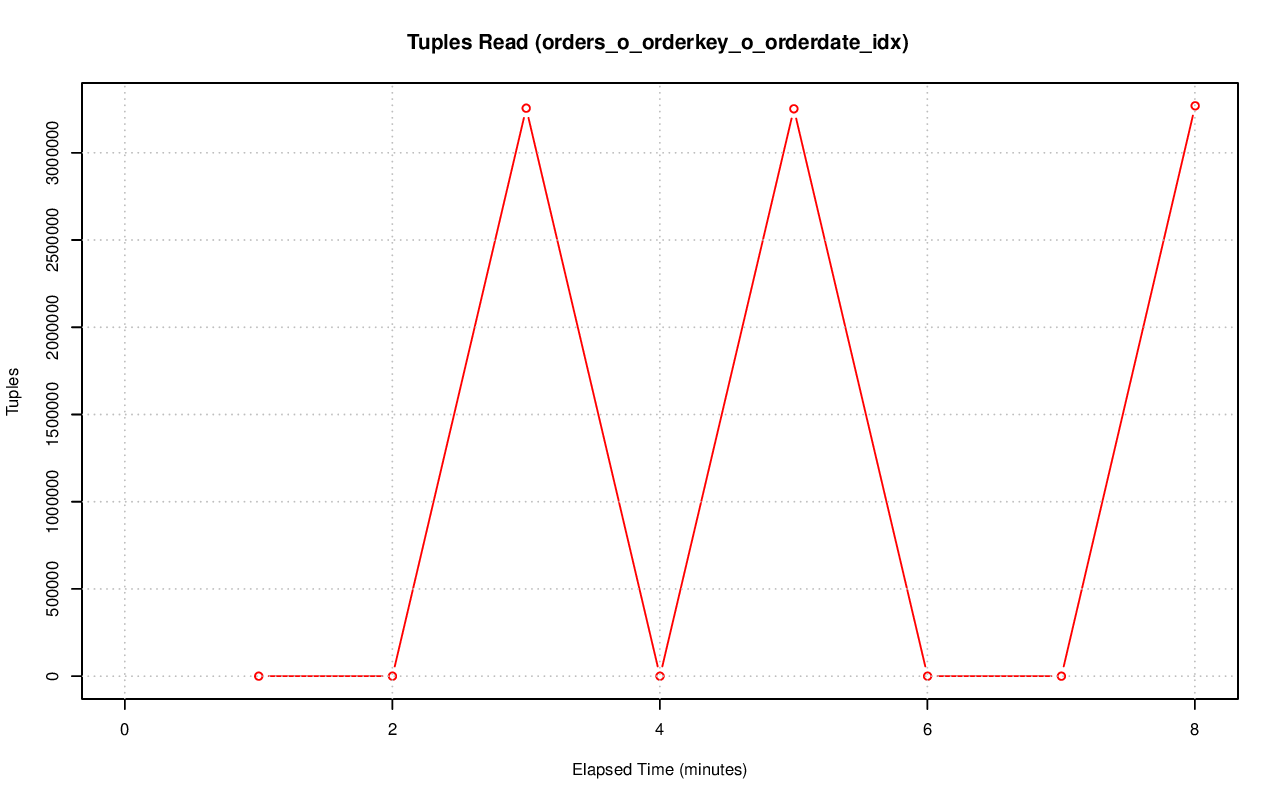 Tuples Read (orders_o_orderkey_o_orderdate_idx)
Tuples
3000000
2500000
2000000
1500000
1000000
500000
0
0 2 4 6 8
Elapsed Time (minutes)